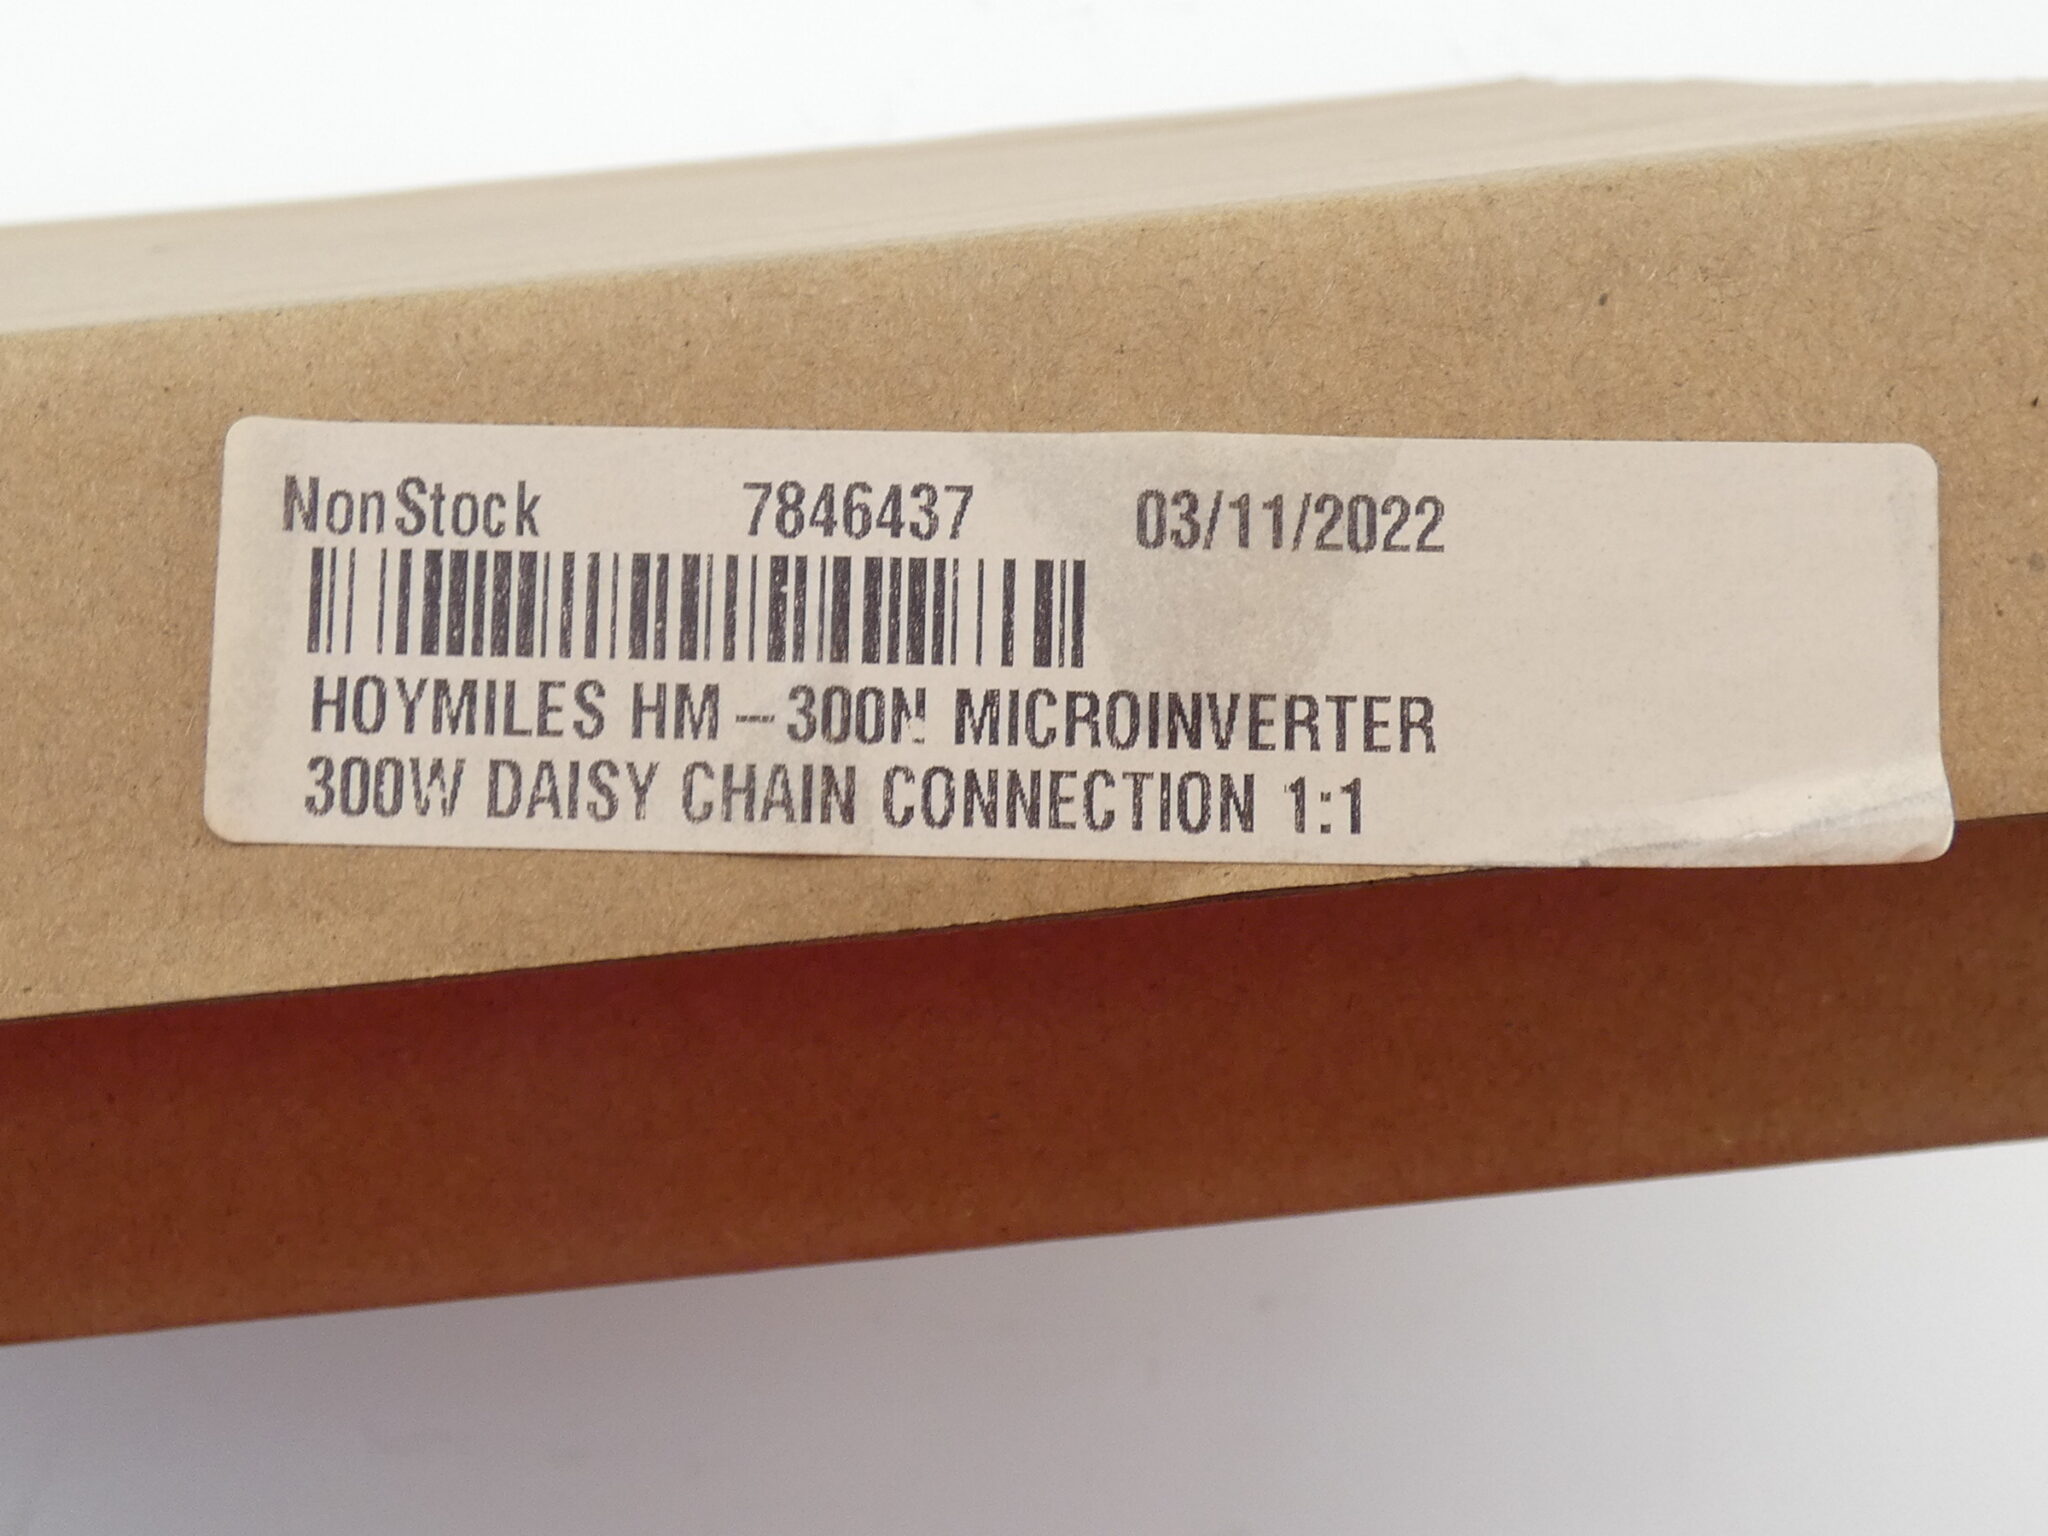 NonStock 7846437 03/11/2022
HOYMILES HM-300N MICROINVERTER
300W DAISY CHAIN CONNECTION 1:1